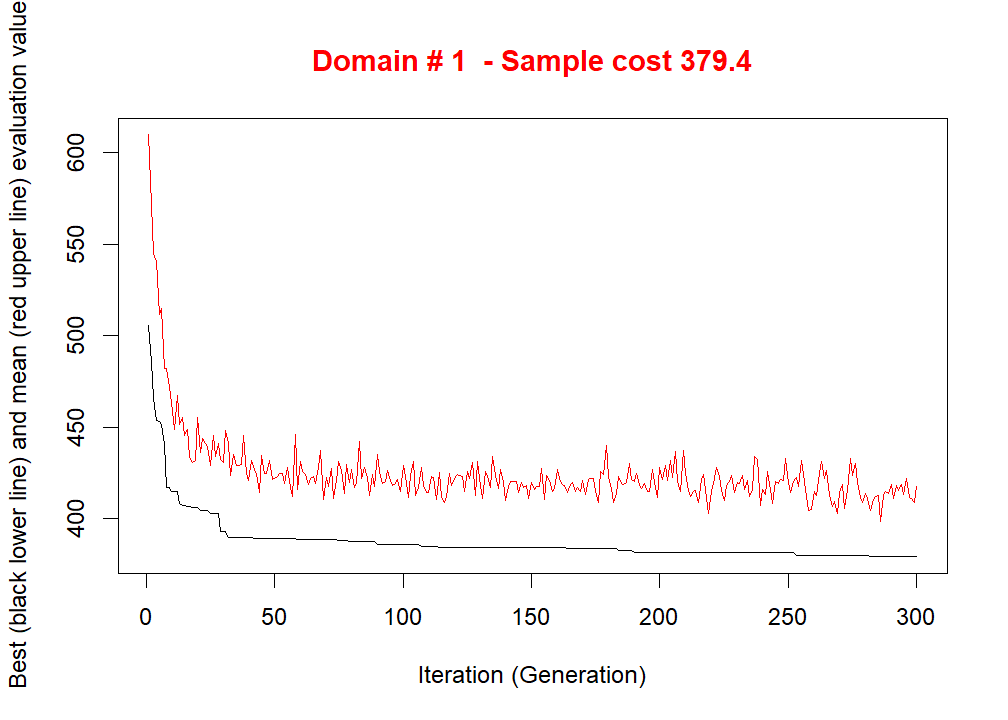 Domain # 1  - Sample cost 379.4
Best (black lower line) and mean (red upper line) evaluation value
600
550
500
450
400
0 50 100 150 200 250 300
Iteration (Generation)